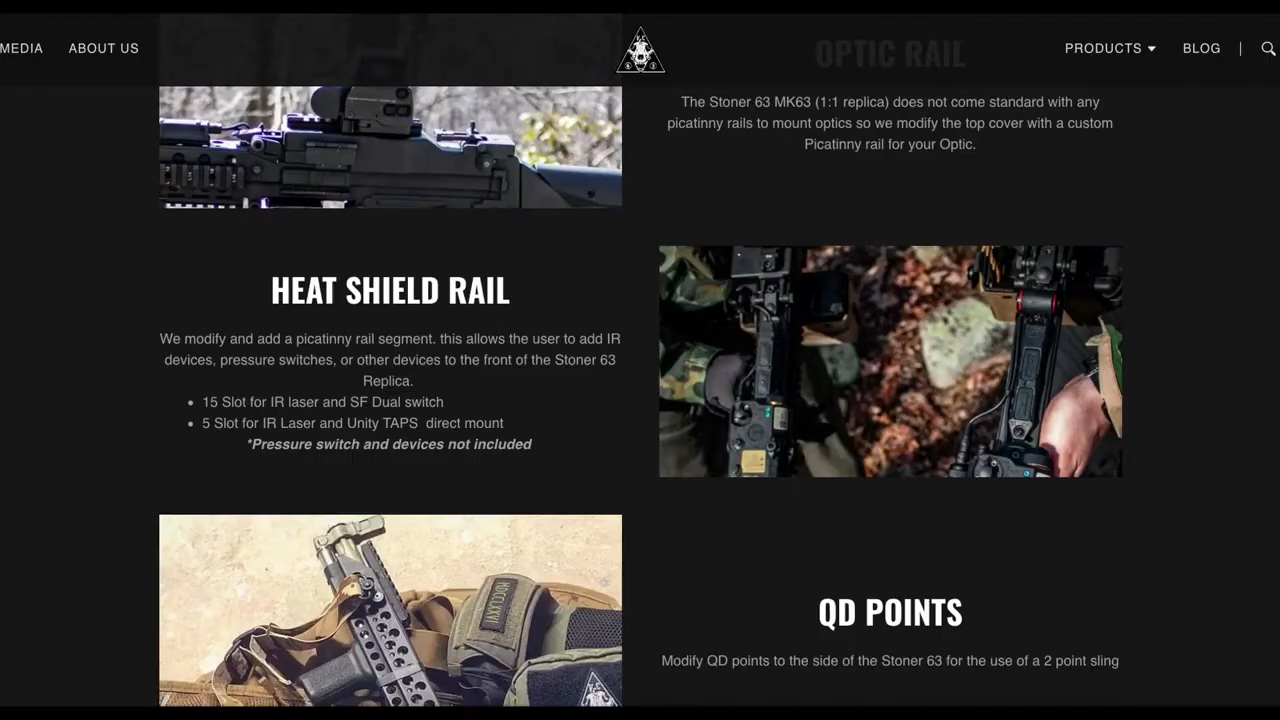 MEDIA
ABOUT US
PRODUCTS
BLOG
|
OPTIC RAIL
The Stoner 63 MK63 (1:1 replica) does not come standard with any
picatinny rails to mount optics so we modify the top cover with a custom
Picatinny rail for your Optic.
HEAT SHIELD RAIL
We modify and add a picatinny rail segment. this allows the user to add IR
devices, pressure switches, or other devices to the front of the Stoner 63
Replica.
• 15 Slot for IR laser and SF Dual switch
• 5 Slot for IR Laser and Unity TAPS  direct mount
*Pressure switch and devices not included
MDCCLXXVI
QD POINTS
Modify QD points to the side of the Stoner 63 for the use of a 2 point sling